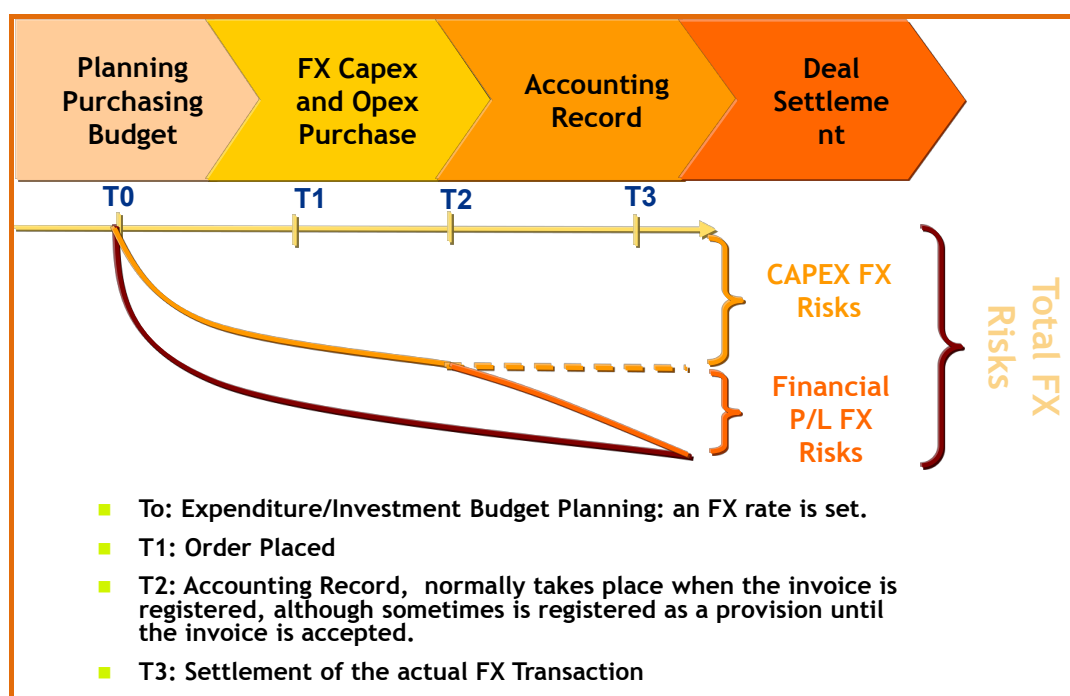 Planning
Purchasing
Budget
FX Capex
and Opex
Purchase
Accounting
Record
Deal
Settleme
nt
T0
T1
T2
T3
CAPEX FX
Risks
Financial
P/L FX
Risks
Total FX
Risks
To: Expenditure/Investment Budget Planning: an FX rate is set.
T1: Order Placed
T2: Accounting Record, normally takes place when the invoice is
registered, although sometimes is registered as a provision until
the invoice is accepted.
T3: Settlement of the actual FX Transaction